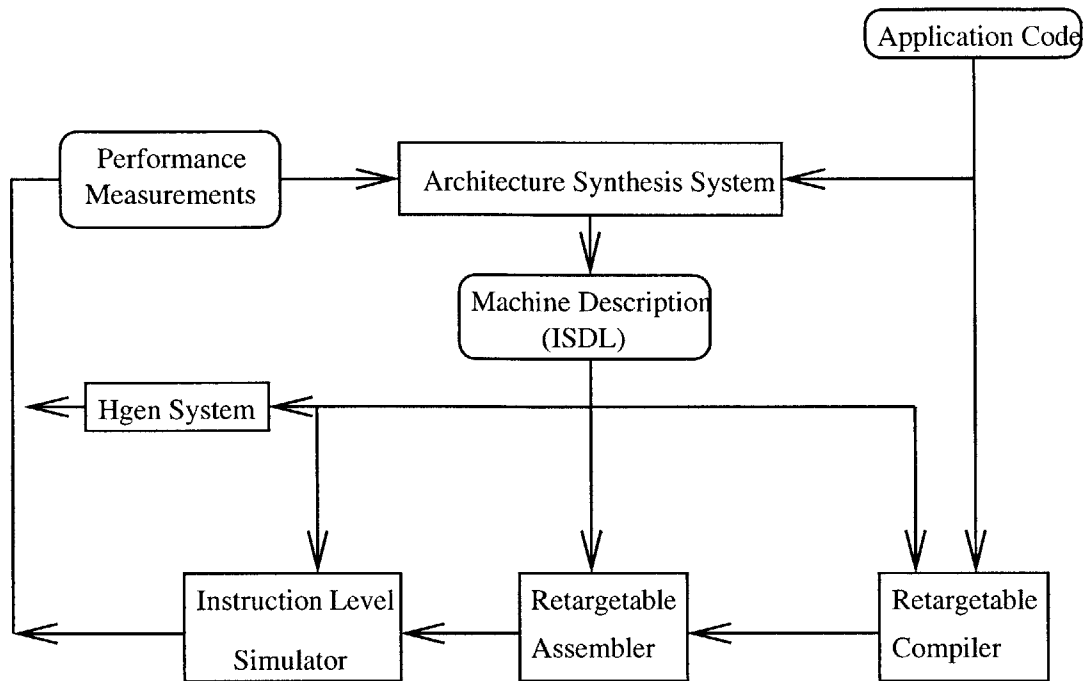 Application Code
Performance
Measurements
Architecture Synthesis System
Machine Description
(ISDL)
Hgen System
Instruction Level
Simulator
Retargetable
Assembler
Retargetable
Compiler